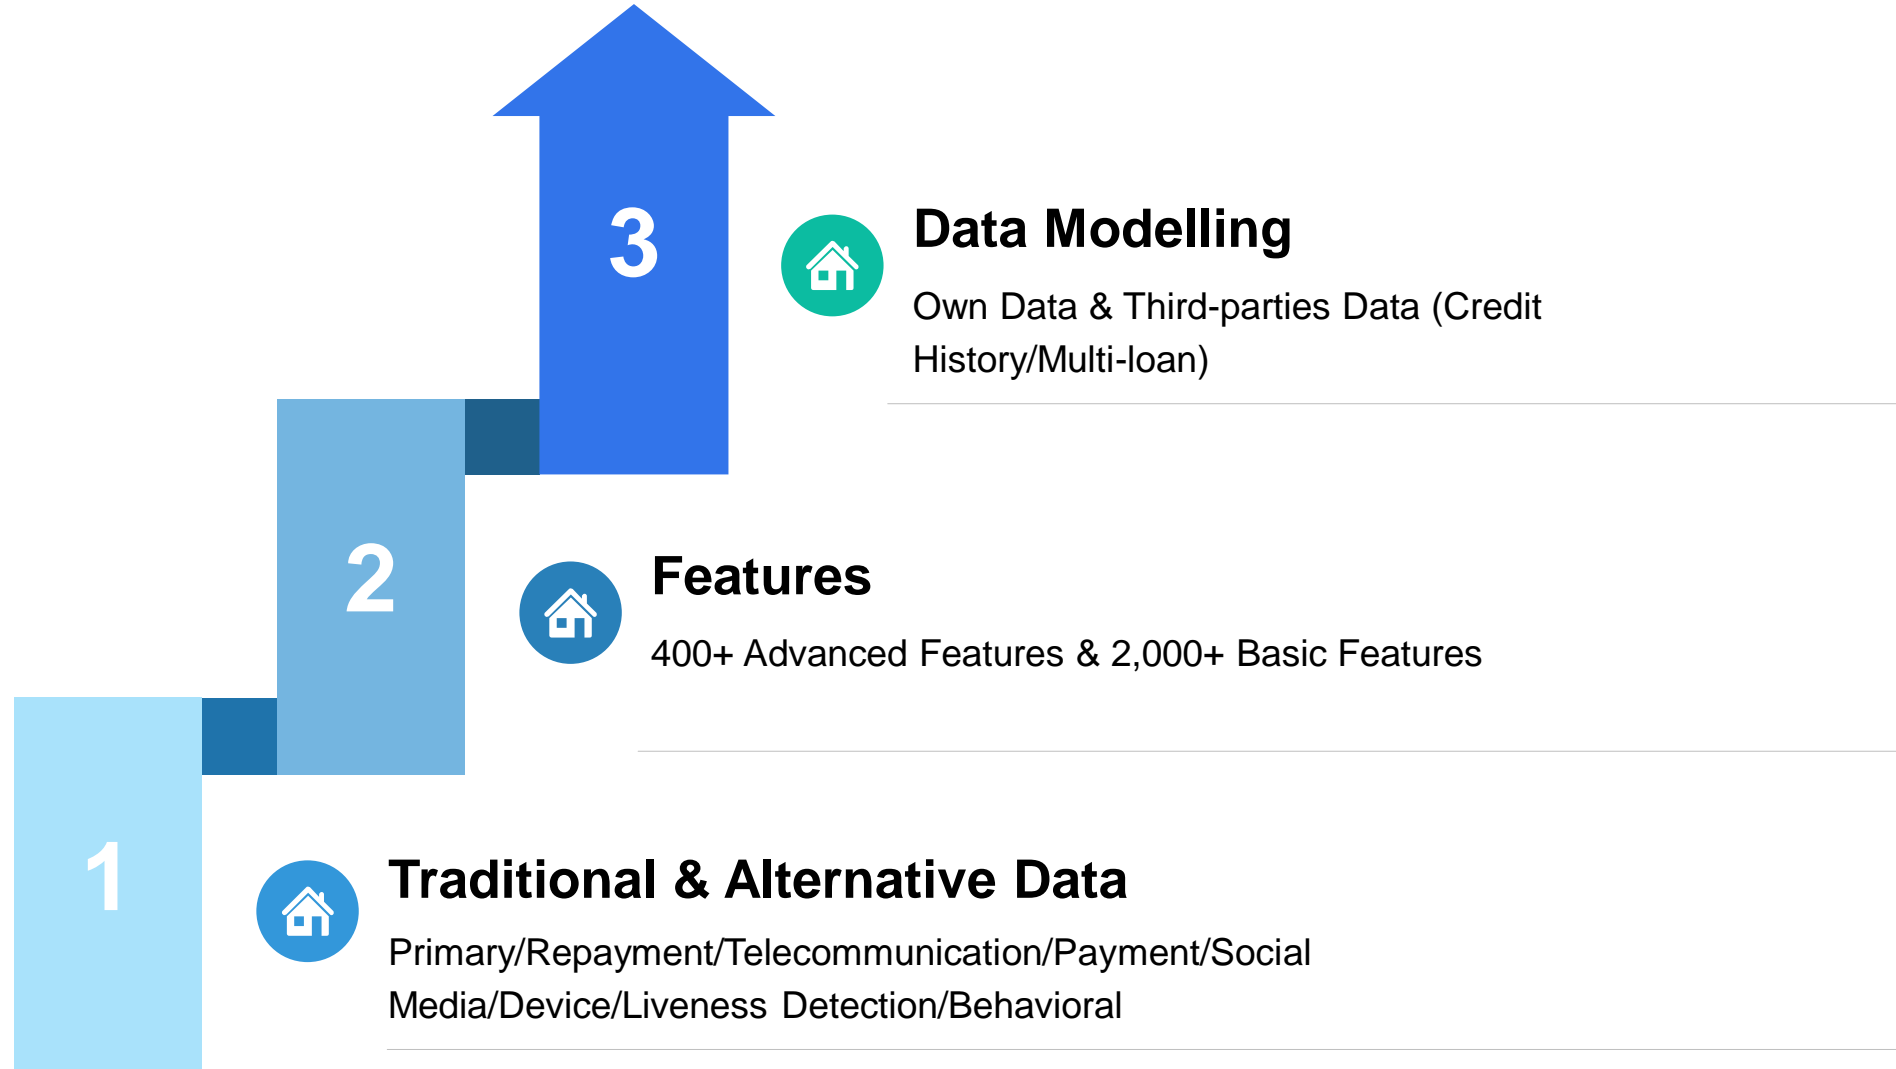 3
Data Modelling
Own Data & Third-parties Data (Credit
History/Multi-loan)
2
Features
400+ Advanced Features & 2,000+ Basic Features
1
Traditional & Alternative Data
Primary/Repayment/Telecommunication/Payment/Social
Media/Device/Liveness Detection/Behavioral